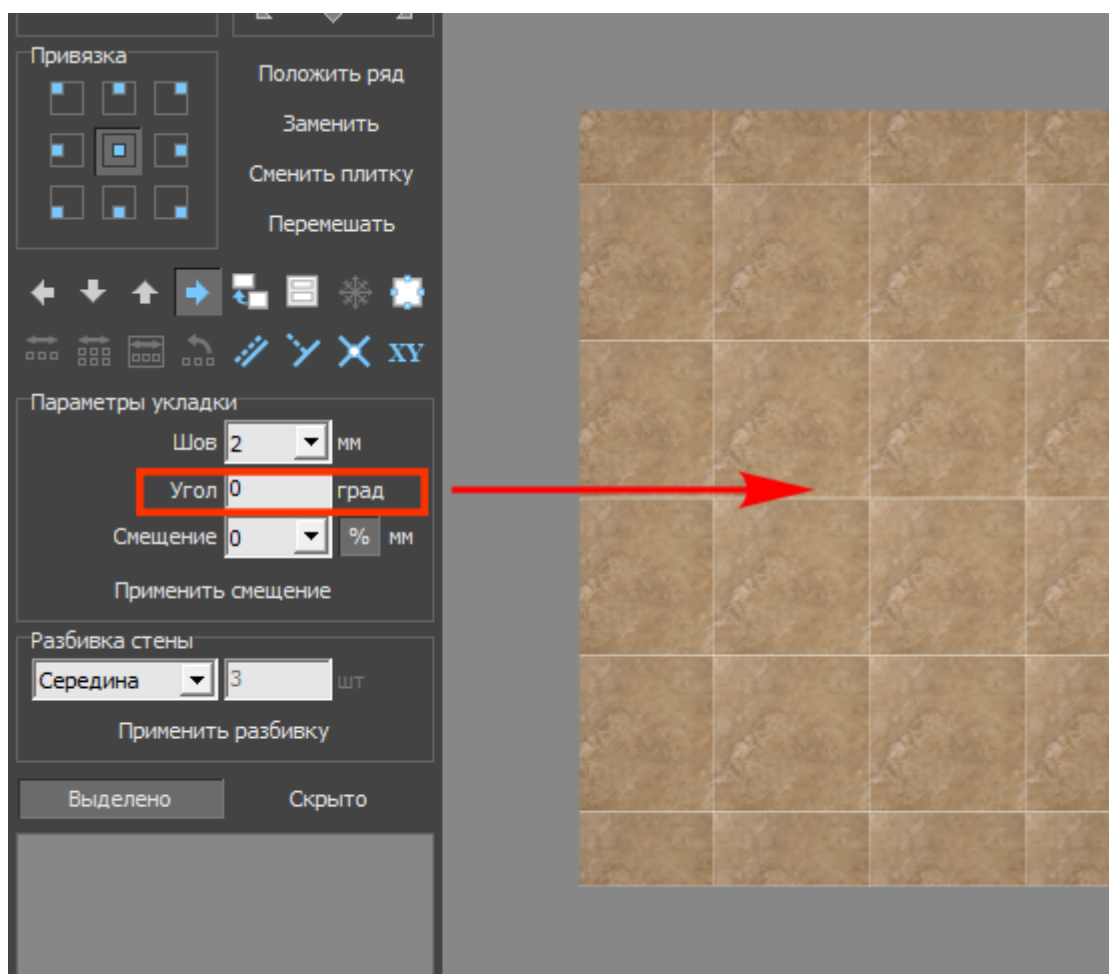 Привязка
Положить ряд
Заменить
Сменить плитку
Перемешать
XY
Параметры укладки
Шов 2 мм
Угол 0 град
Смещение 0 % мм
Применить смещение
Разбивка стены
Середина 3 шт
Применить разбивку
Выделено Скрыто